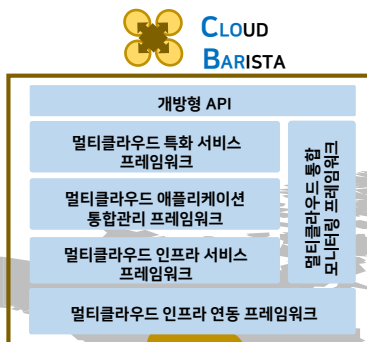 CLOUD
BARISTA
개방형 API
멀티클라우드 특화 서비스
프레임워크
멀티클라우드 애플리케이션
통합관리 프레임워크
멀티클라우드 인프라 서비스
프레임워크
멀티클라우드 통합
모니터링 프레임워크
멀티클라우드 인프라 연동 프레임워크